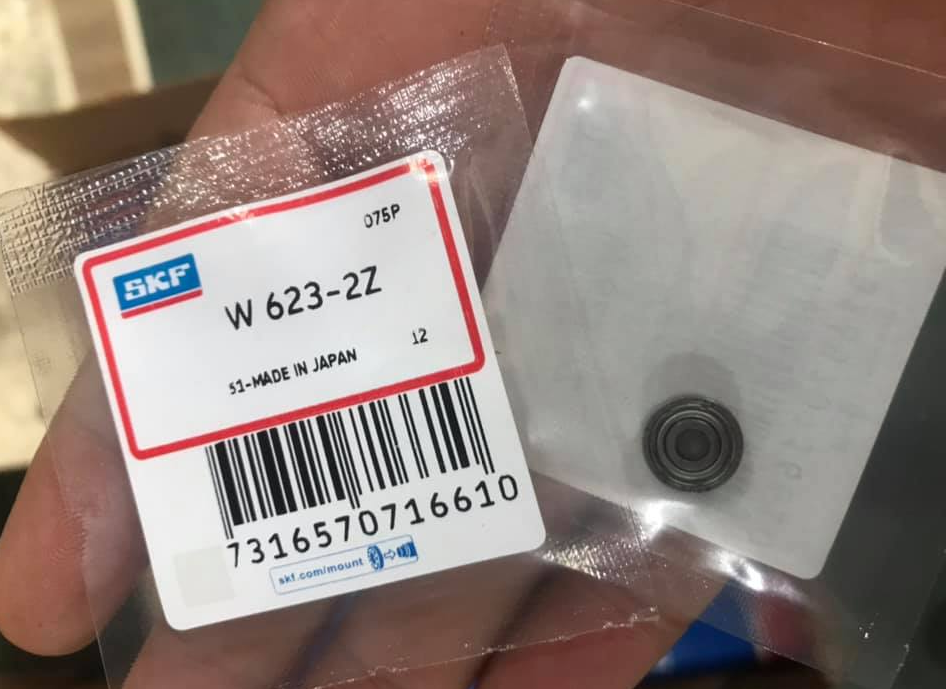 075P
SKF
W 623-2Z
12
51-MADE IN JAPAN
7316570716610
skf.com/mount